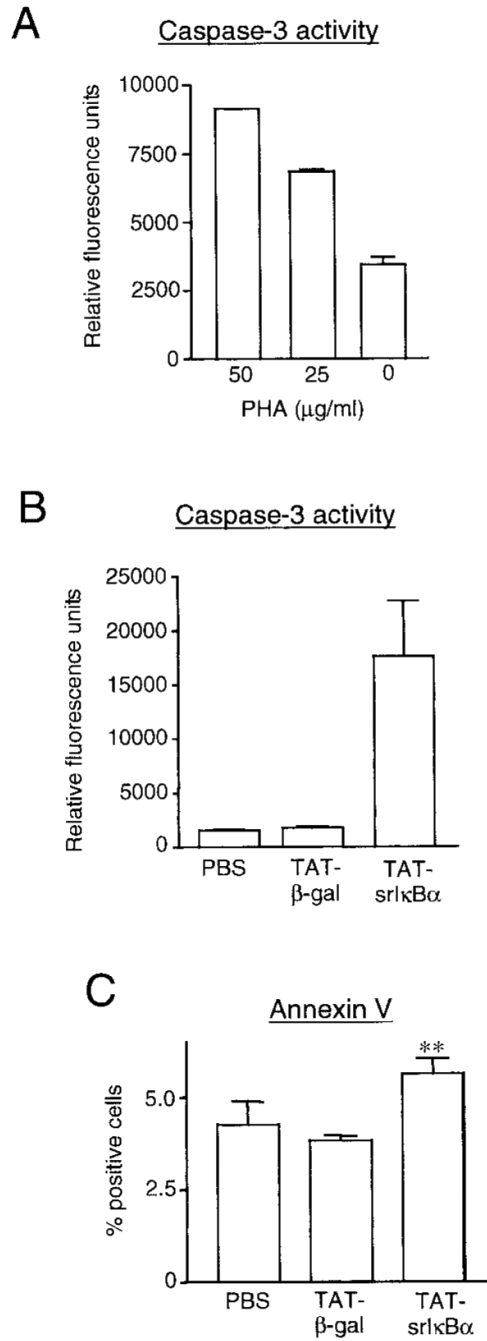 A
Caspase-3 activity
Relative fluorescence units
10000
7500
5000
2500
0
50 25 0
PHA (μg/ml)
B
Caspase-3 activity
Relative fluorescence units
25000
20000
15000
10000
5000
0
PBS TAT- TAT-
β-gal srIκBα
C
Annexin V
% positive cells
5.0
2.5
0
**
PBS TAT- TAT-
β-gal srIκBα